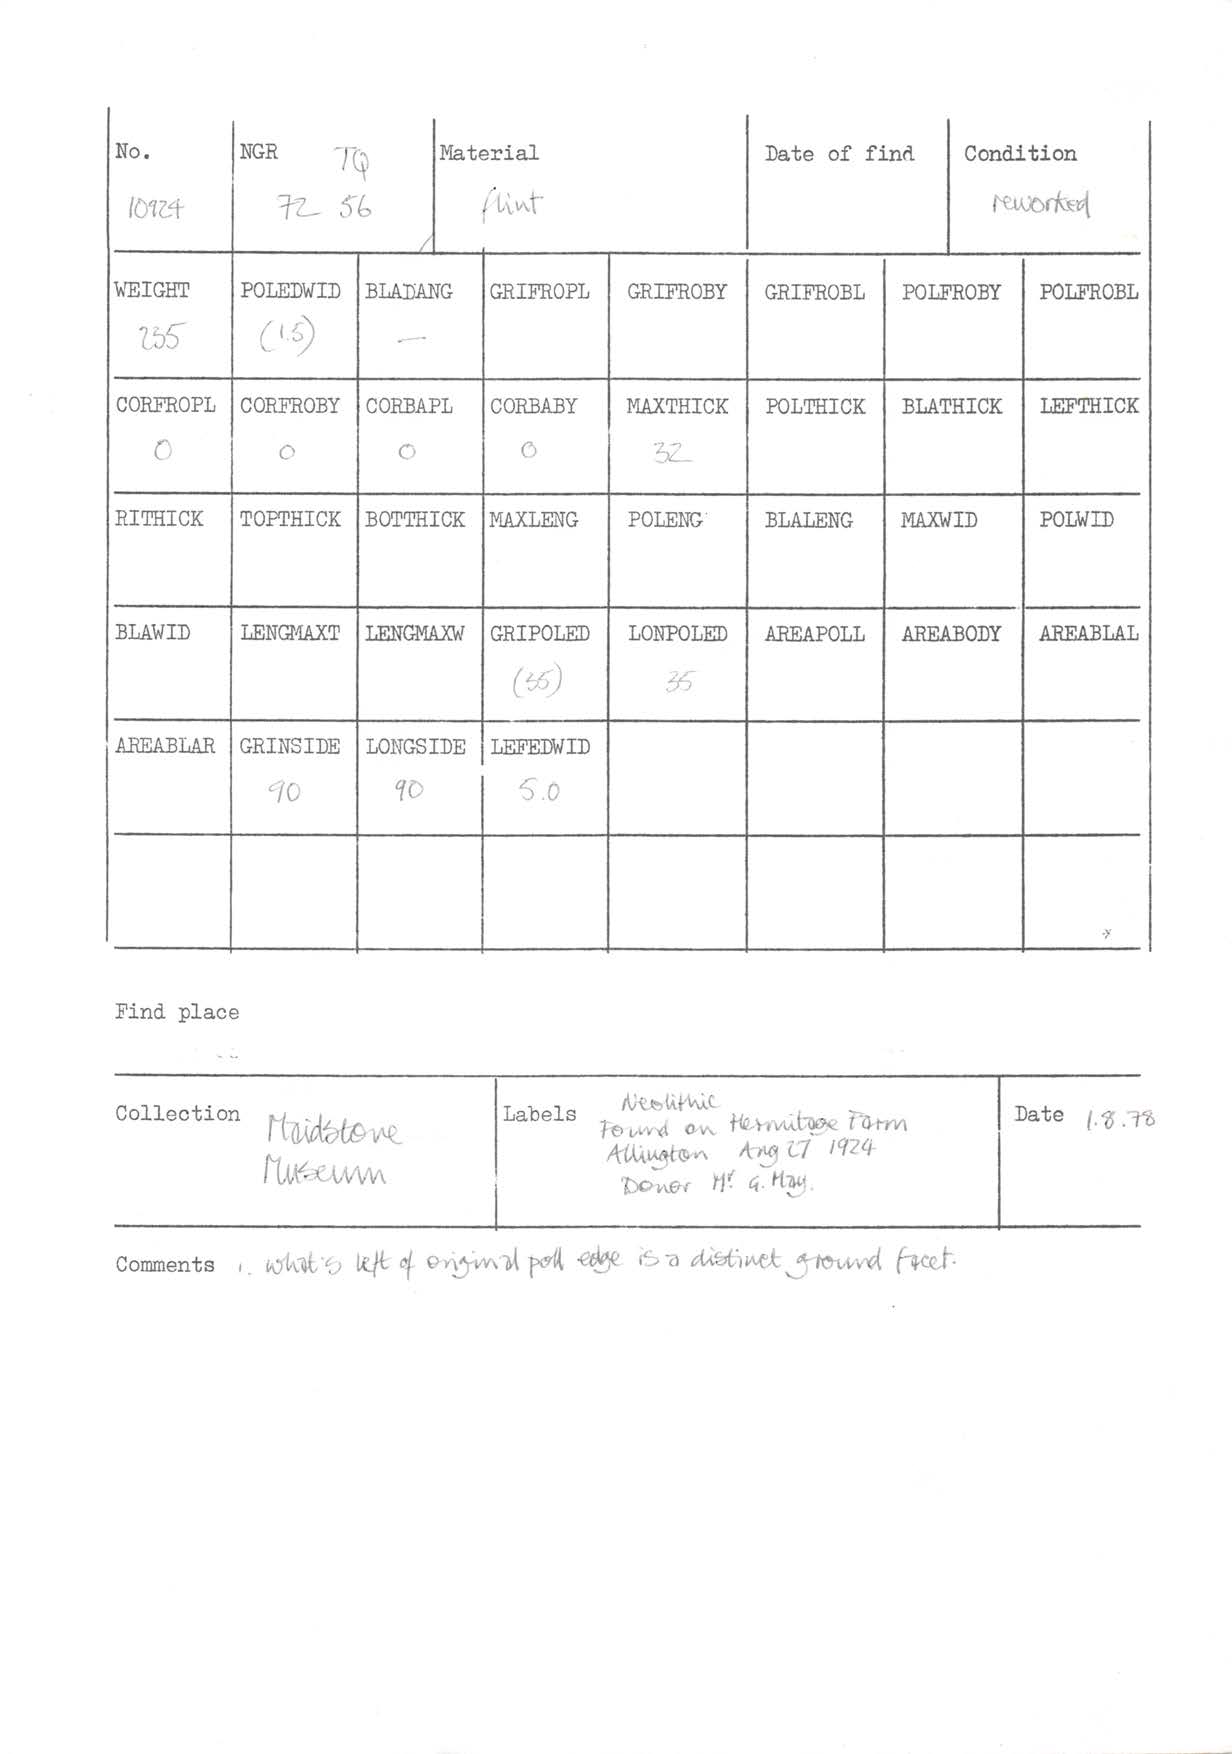 No. NGR TQ Material Date of find Condition
10924 72 56 flint reworked
WEIGHT POLEDWID BLADANG GRIFROPL GRIFROBY GRIFROBL POLFROBY POLFROBL
235 (1.5) —
CORFROPL CORFROBY CORBAPL CORBABY MAXTHICK POLTHICK BLATHICK LEFTHICK
0 0 0 0 32
RITHICK TOPTHICK BOTTHICK MAXLENG POLENG BLALENG MAXWID POLWID
BLAWID LENGMAXT LENGMAXW GRIPOLED LONPOLED AREAPOLL AREABODY AREABLAL
(35) 35
AREABLAR GRINSIDE LONGSIDE LEFEDWID
90 90 5.0
Find place
Collection Maidstone
Museum
Labels Neolithic
Found on Hermitage Farm
Allington Aug 27 1924
Donor Mr. G. May.
Date 1.8.78
Comments 1. what's left of original poll edge is a distinct ground facet.